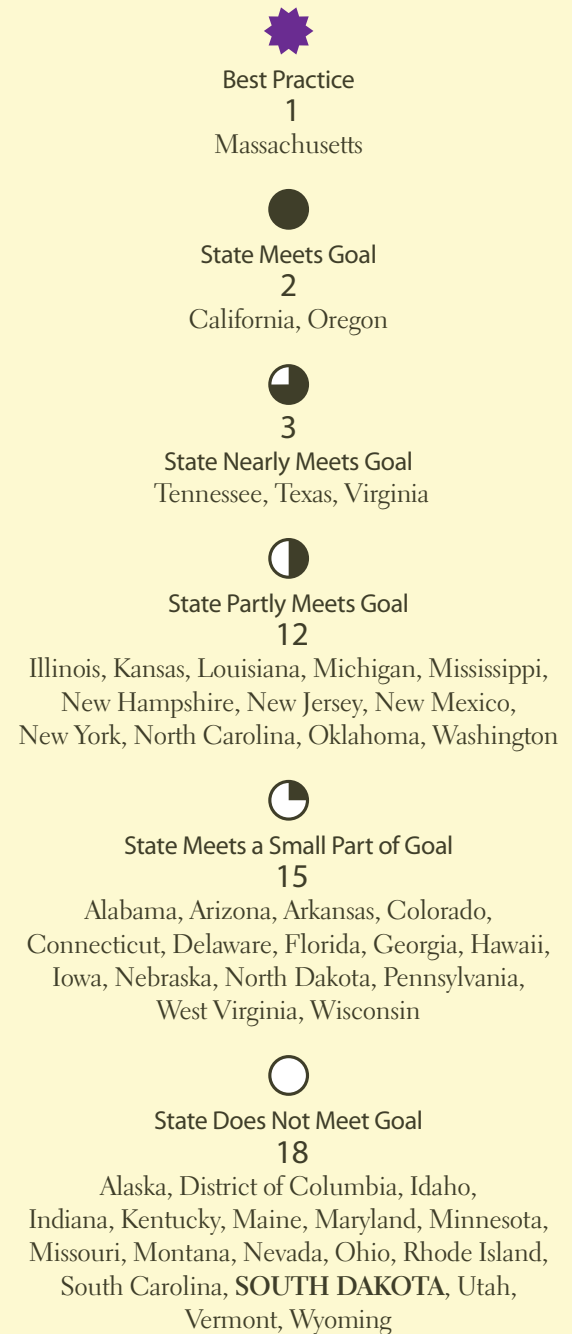 Best Practice
1
Massachusetts
State Meets Goal
2
California, Oregon
3
State Nearly Meets Goal
Tennessee, Texas, Virginia
State Partly Meets Goal
12
Illinois, Kansas, Louisiana, Michigan, Mississippi,
New Hampshire, New Jersey, New Mexico,
New York, North Carolina, Oklahoma, Washington
State Meets a Small Part of Goal
15
Alabama, Arizona, Arkansas, Colorado,
Connecticut, Delaware, Florida, Georgia, Hawaii,
Iowa, Nebraska, North Dakota, Pennsylvania,
West Virginia, Wisconsin
State Does Not Meet Goal
18
Alaska, District of Columbia, Idaho,
Indiana, Kentucky, Maine, Maryland, Minnesota,
Missouri, Montana, Nevada, Ohio, Rhode Island,
South Carolina, SOUTH DAKOTA, Utah,
Vermont, Wyoming